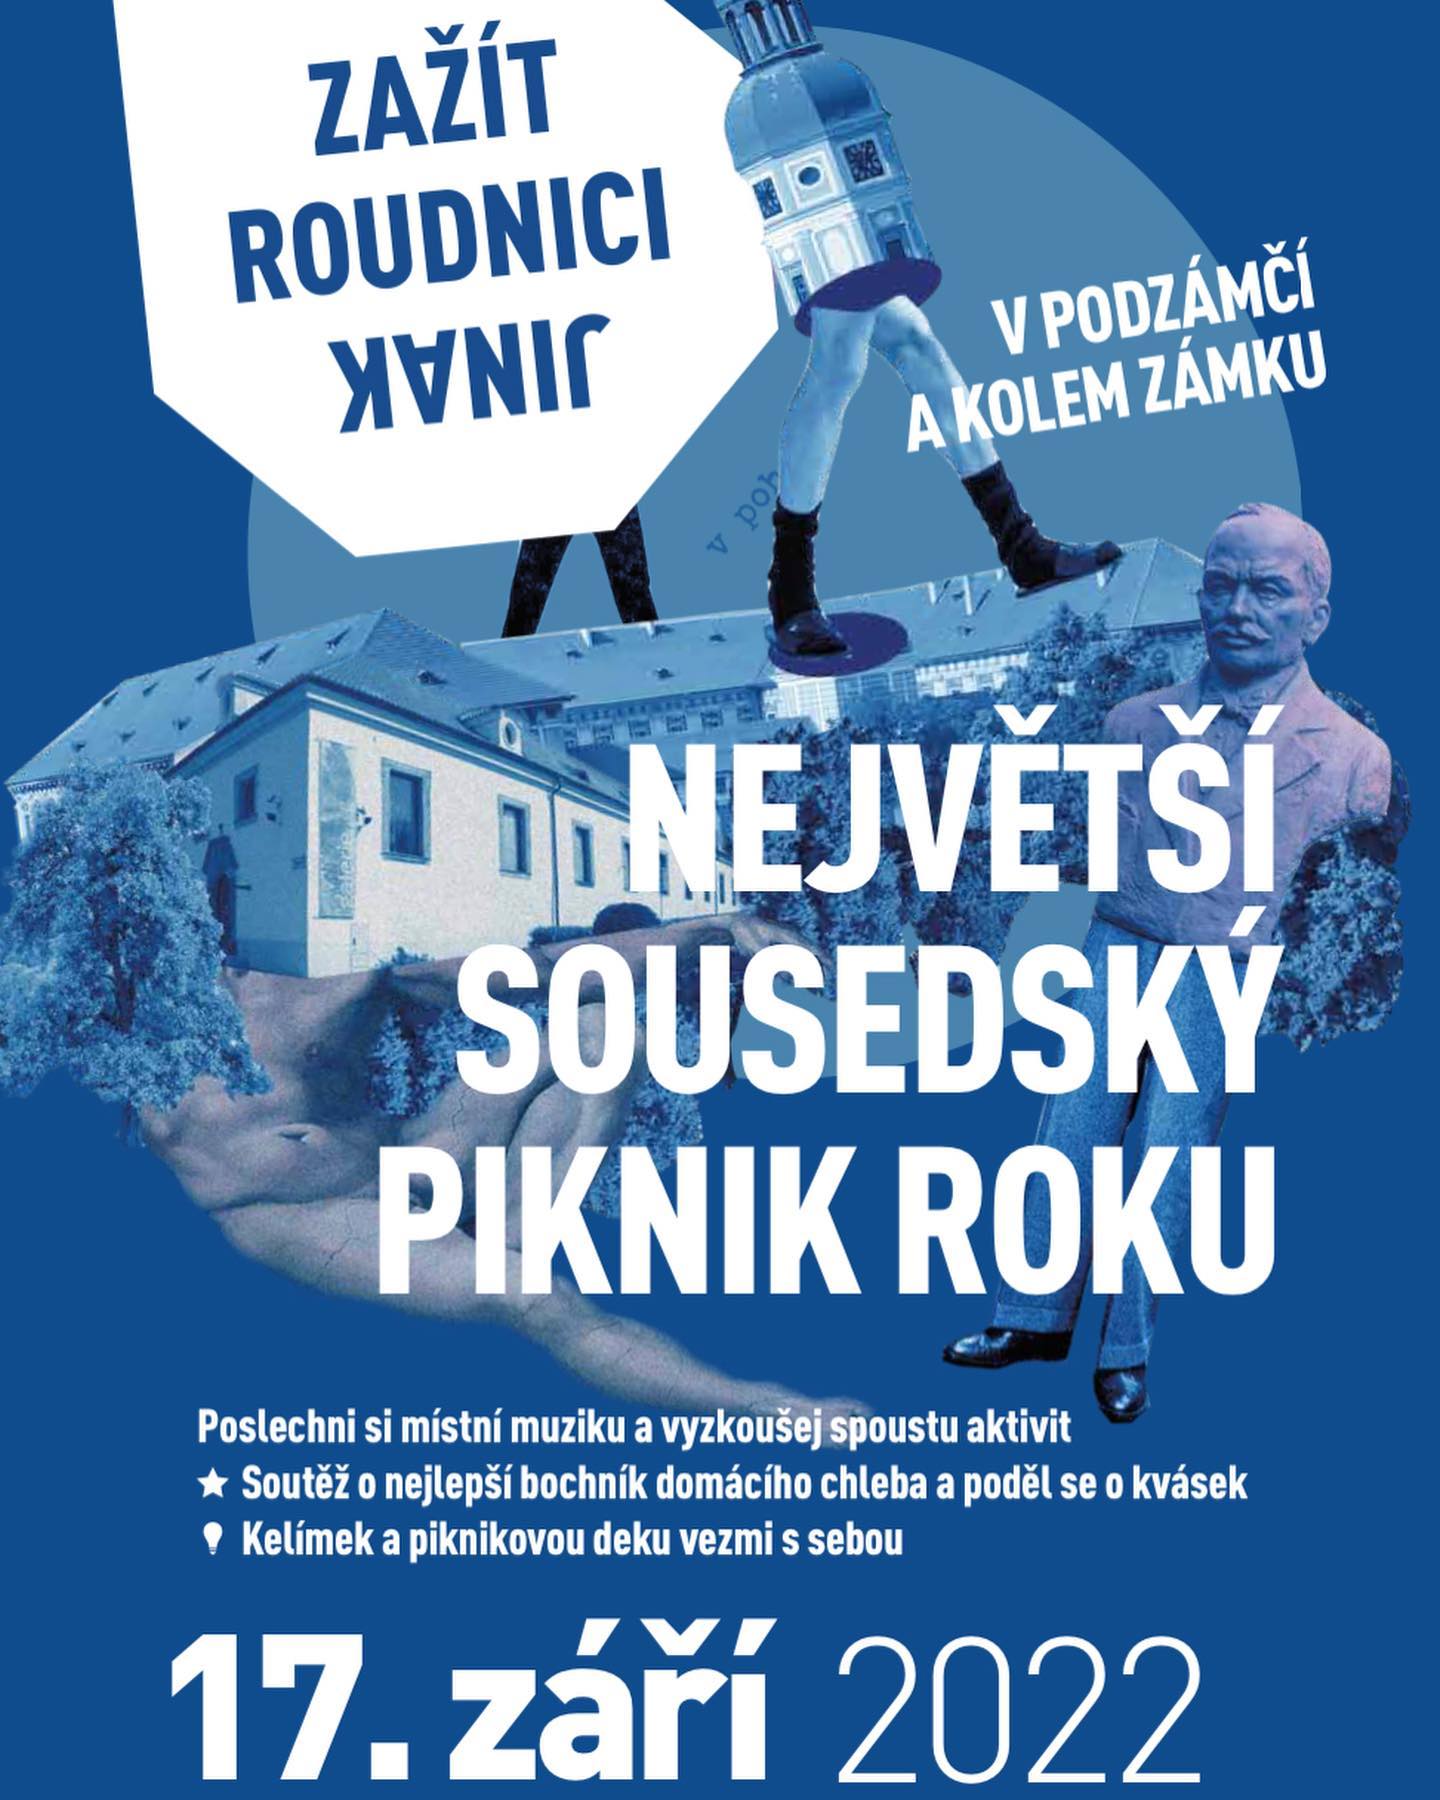 ZAŽÍT
ROUDNICI
JINAK
V PODZÁMČÍ
A KOLEM ZÁMKU
v poh
NEJVĚTŠÍ
SOUSEDSKÝ
PIKNIK ROKU
Poslechni si místní muziku a vyzkoušej spoustu aktivit
Soutěž o nejlepší bochník domácího chleba a poděl se o kvásek
Kelímek a piknikovou deku vezmi s sebou
17. září 2022